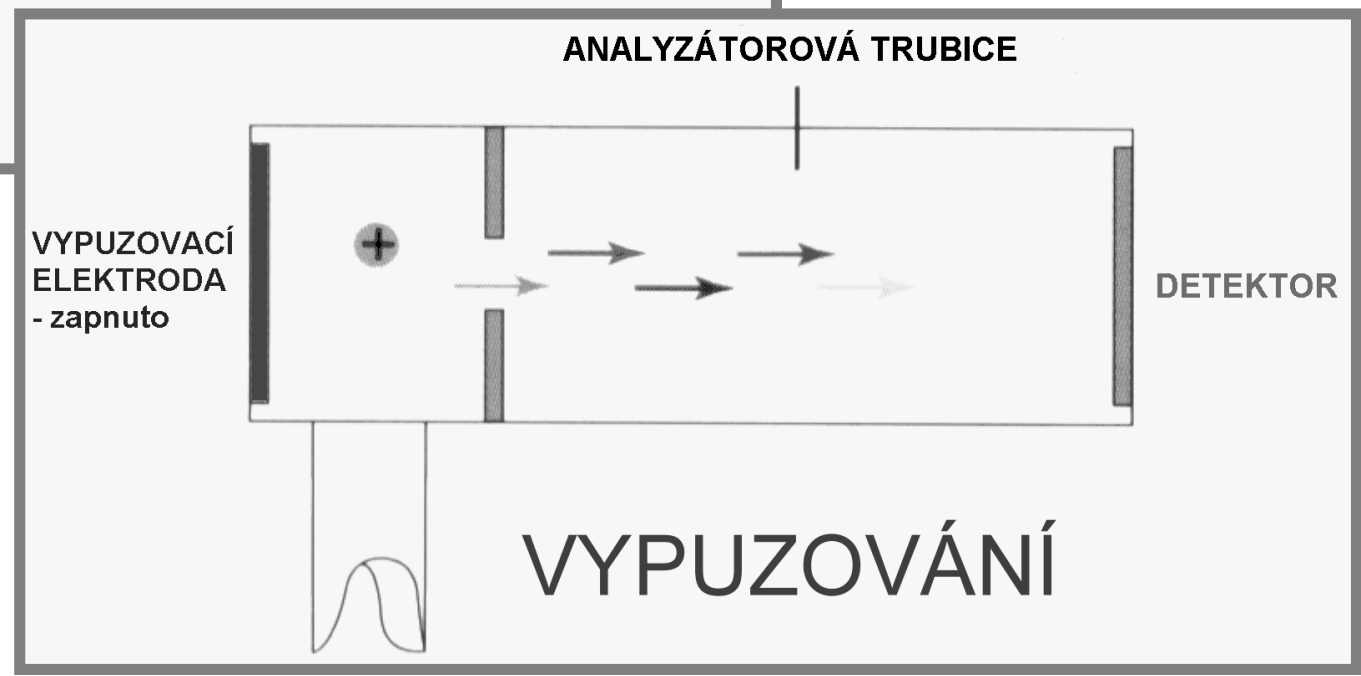 ANALYZÁTOROVÁ TRUBICE
VYPUZOVACÍ
ELEKTRODA
- zapnuto
DETEKTOR
VYPUZOVÁNÍ